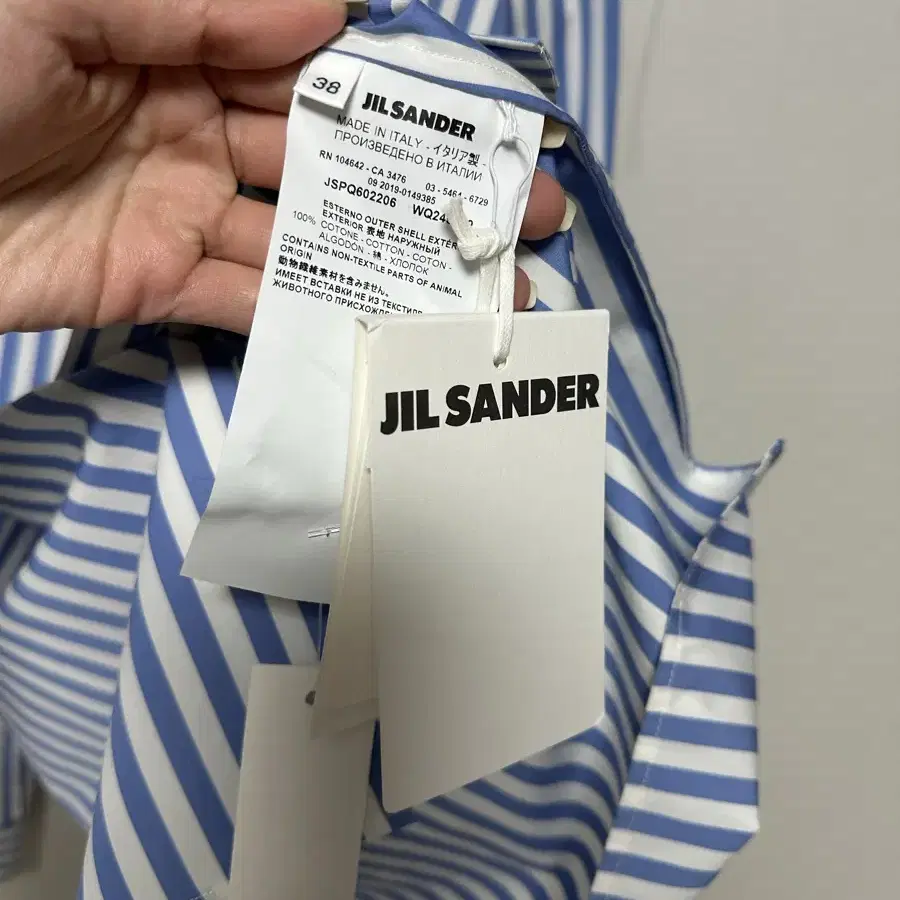 38
JIL SANDER
MADE IN ITALY - イタリア製 -
ПРОИЗВЕДЕНО В ИТАЛИИ
RN 104642 - CA 3476 03 - 5464 - 6729
09 2019-0149385
JSPQ602206
ESTERNO OUTER SHELL
EXTERIOR 表地 НАРУЖНЫЙ
100% COTONE - COTTON - COTON -
ALGODÓN - 綿 - ХЛОПОК
CONTAINS NON-TEXTILE PARTS OF ANIMAL
ORIGIN
動物繊維素材を含みません。
ИМЕЕТ ВСТАВКИ НЕ ИЗ
ЖИВОТНОГО
JIL SANDER